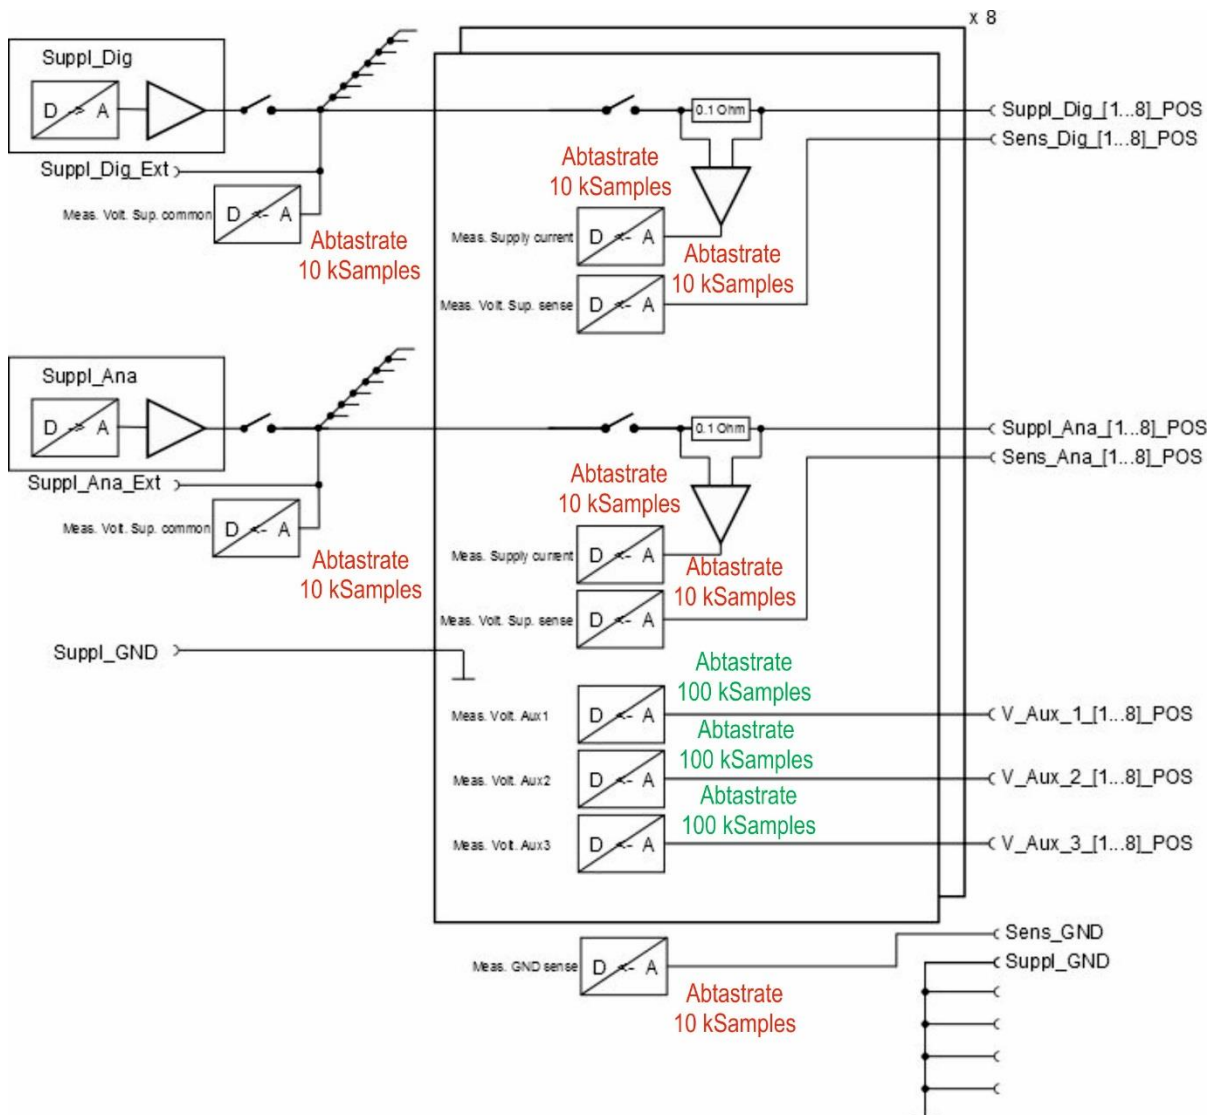 x 8
Suppl_Dig
D -> A
0.1 Ohm
Suppl_Dig_[1...8]_POS
Sens_Dig_[1...8]_POS
Suppl_Dig_Ext
Abtastrate
10 kSamples
Meas. Volt. Sup. common
D <- A
Abtastrate
10 kSamples
Meas. Supply current
D <- A
Abtastrate
10 kSamples
Meas. Volt. Sup. sense
D <- A
Suppl_Ana
D -> A
0.1 Ohm
Suppl_Ana_[1...8]_POS
Sens_Ana_[1...8]_POS
Suppl_Ana_Ext
Abtastrate
10 kSamples
Meas. Volt. Sup. common
D <- A
Abtastrate
10 kSamples
Meas. Supply current
D <- A
Abtastrate
10 kSamples
Meas. Volt. Sup. sense
D <- A
Suppl_GND
Abtastrate
100 kSamples
Meas. Volt. Aux1
D <- A
V_Aux_1_[1...8]_POS
Abtastrate
100 kSamples
Meas. Volt. Aux2
D <- A
V_Aux_2_[1...8]_POS
Abtastrate
100 kSamples
Meas. Volt. Aux3
D <- A
V_Aux_3_[1...8]_POS
Sens_GND
Suppl_GND
Meas. GND sense
D <- A
Abtastrate
10 kSamples